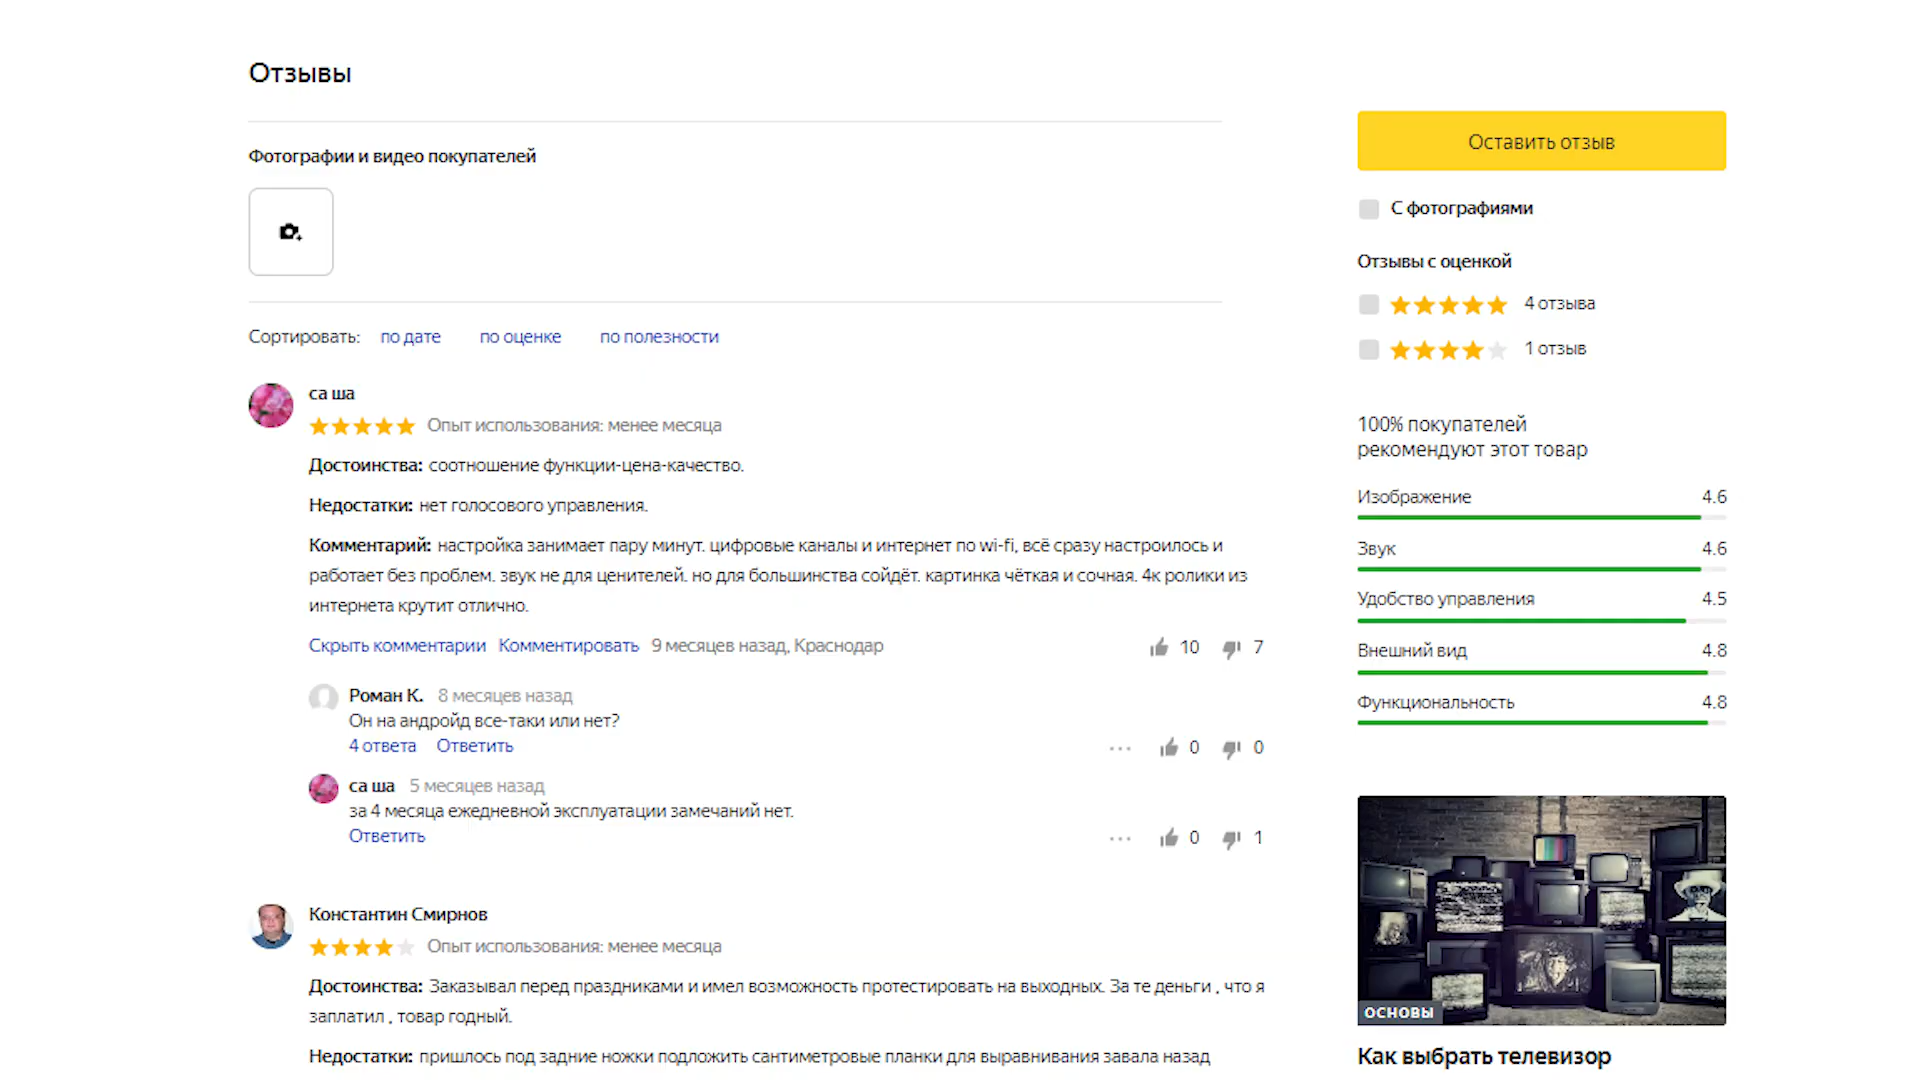 Отзывы
Фотографии и видео покупателей
Сортировать: по дате по оценке по полезности
са ша
Опыт использования: менее месяца
Достоинства: соотношение функции-цена-качество.
Недостатки: нет голосового управления.
Комментарий: настройка занимает пару минут. цифровые каналы и интернет по wi-fi, всё сразу настроилось и
работает без проблем. звук не для ценителей. но для большинства сойдёт. картинка чёткая и сочная. 4к ролики из
интернета крутит отлично.
Скрыть комментарии Комментировать 9 месяцев назад, Краснодар 10 7
Роман К. 8 месяцев назад
Он на андройд все-таки или нет?
4 ответа Ответить 0 0
са ша 5 месяцев назад
за 4 месяца ежедневной эксплуатации замечаний нет.
Ответить 0 1
Константин Смирнов
Опыт использования: менее месяца
Достоинства: Заказывал перед праздниками и имел возможность протестировать на выходных. За те деньги , что я
заплатил , товар годный.
Недостатки: пришлось под задние ножки подложить сантиметровые планки для выравнивания завала назад
Оставить отзыв
С фотографиями
Отзывы с оценкой
4 отзыва
1 отзыв
100% покупателей
рекомендуют этот товар
Изображение 4.6
Звук 4.6
Удобство управления 4.5
Внешний вид 4.8
Функциональность 4.8
ОСНОВЫ
Как выбрать телевизор